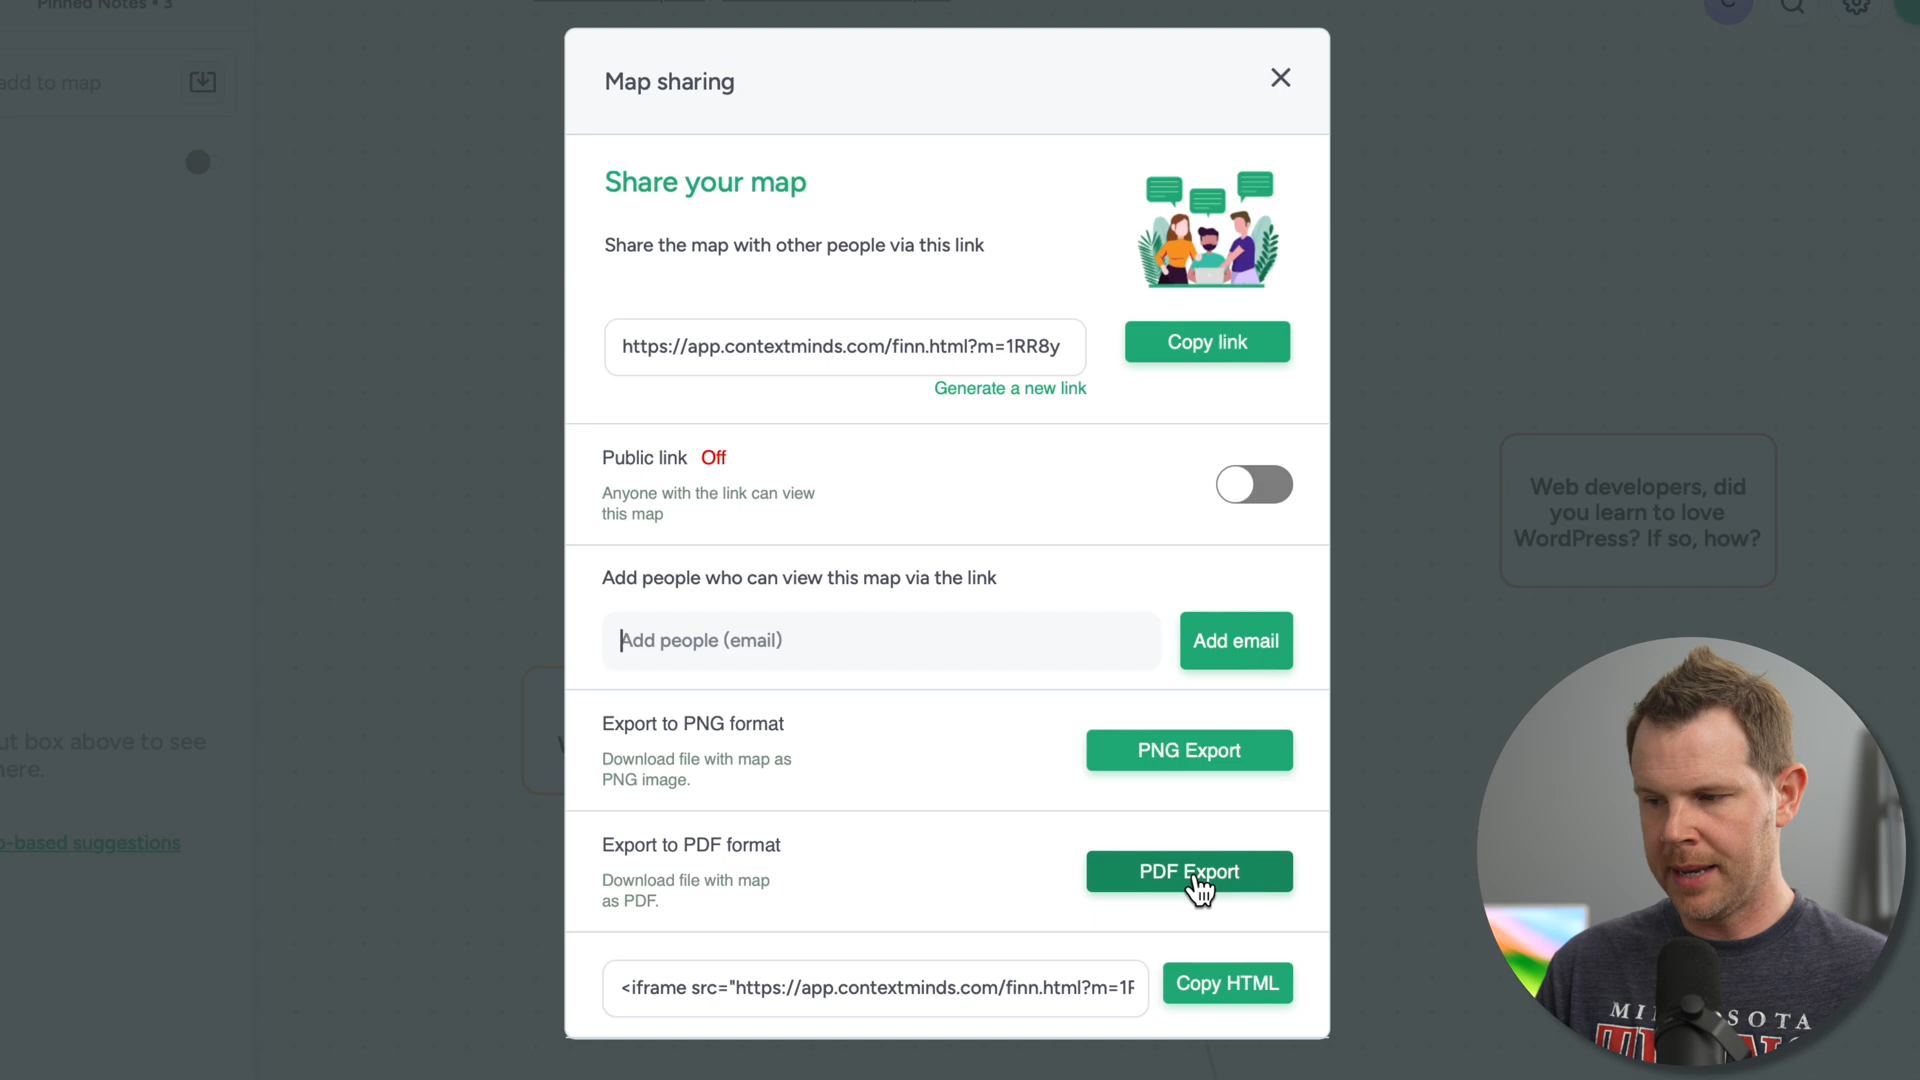 Pinned Notes • 3
add to map
C
Map sharing
Share your map
Share the map with other people via this link
https://app.contextminds.com/finn.html?m=1RR8y
Copy link
Generate a new link
Public link Off
Anyone with the link can view
this map
Web developers, did
you learn to love
WordPress? If so, how?
Add people who can view this map via the link
Add people (email)
Add email
Export to PNG format
Download file with map as
PNG image.
PNG Export
ut box above to see
here.
-based suggestions
Export to PDF format
Download file with map
as PDF.
PDF Export
<iframe src="https://app.contextminds.com/finn.html?m=1F
Copy HTML